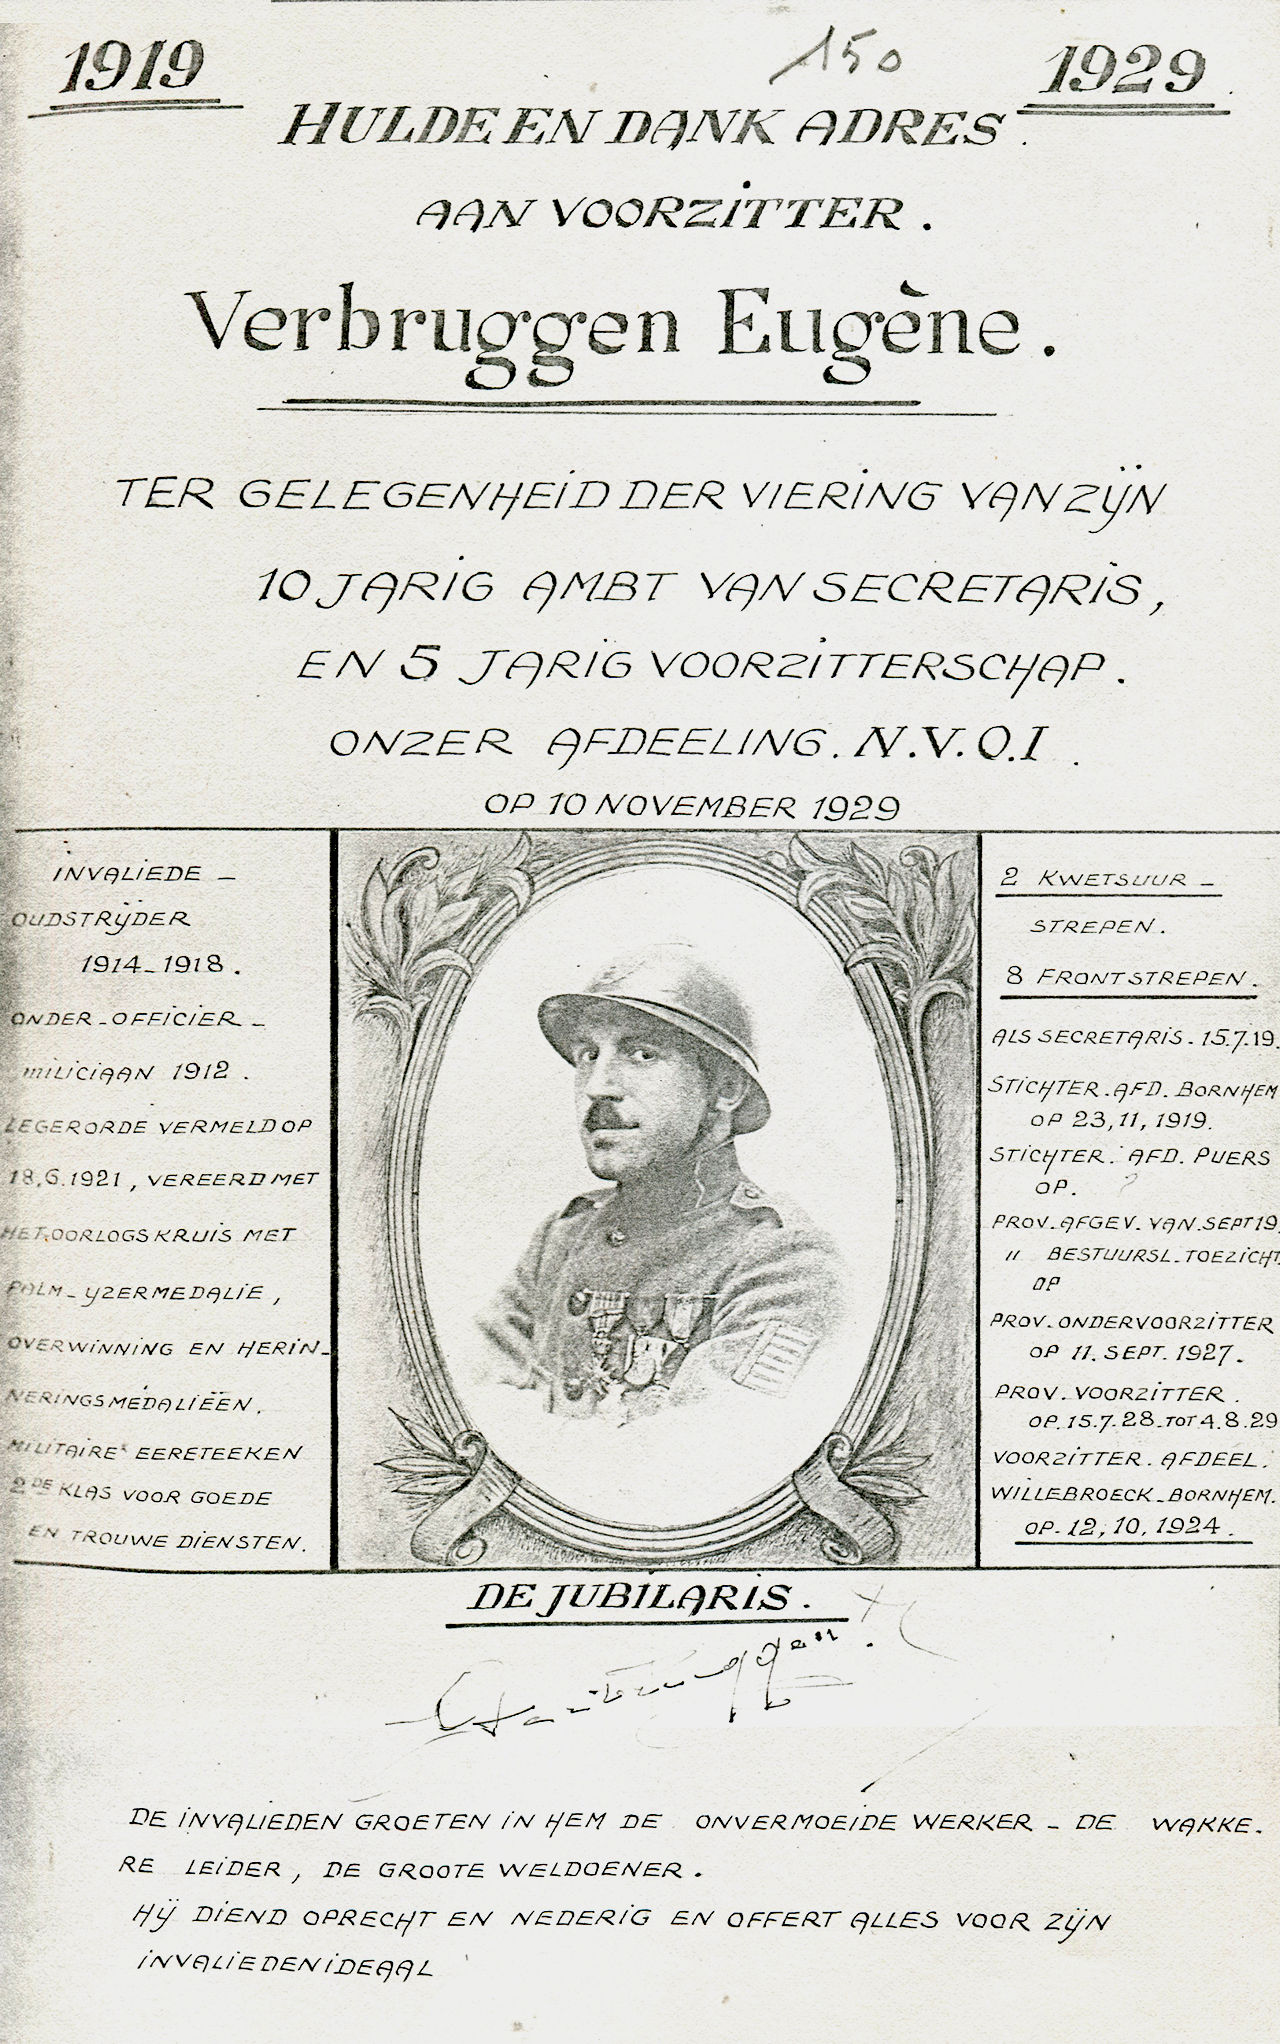 1919
150
1929
HULDE EN DANK ADRES.
AAN VOORZITTER.
Verbruggen Eugène.
TER GELEGENHEID DER VIERING VAN ZIJN
10 JARIG AMBT VAN SECRETARIS,
EN 5 JARIG VOORZITTERSCHAP.
ONZER AFDEELING. N.V.O.I.
OP 10 NOVEMBER 1929
INVALIEDE -
OUDSTRIJDER
1914-1918.
ONDER-OFFICIER -
MILICIAAN 1912.
LEGERORDE VERMELD OP
18.6.1921, VEREERD MET
HET OORLOGSKRUIS MET
PALM - YZERMEDALIE,
OVERWINNING EN HERIN-
NERINGSMEDALIEËN.
MILITAIRE EERETEEKEN
2DE KLAS VOOR GOEDE
EN TROUWE DIENSTEN.
2 KWETSUUR -
STREPEN.
8 FRONTSTREPEN.
ALS SECRETARIS. 15.7.19.
STICHTER. AFD. BORNHEM
OP 23,11,1919.
STICHTER. AFD. PUERS
OP. ?
PROV. AFGEV. VAN SEPT 19
" BESTUURSL. TOEZICHT
OP
PROV. ONDERVOORZITTER
OP 11. SEPT. 1927.
PROV. VOORZITTER.
OP. 15.7.28 TOT 4.8.29
VOORZITTER. AFDEEL.
WILLEBROECK-BORNHEM.
OP. 12,10,1924.
DE JUBILARIS.
DE INVALIEDEN GROETEN IN HEM DE ONVERMOEIDE WERKER - DE WAKKE-
RE LEIDER, DE GROOTE WELDOENER.
HIJ DIEND OPRECHT EN NEDERIG EN OFFERT ALLES VOOR ZIJN
INVALIEDENIDEAAL